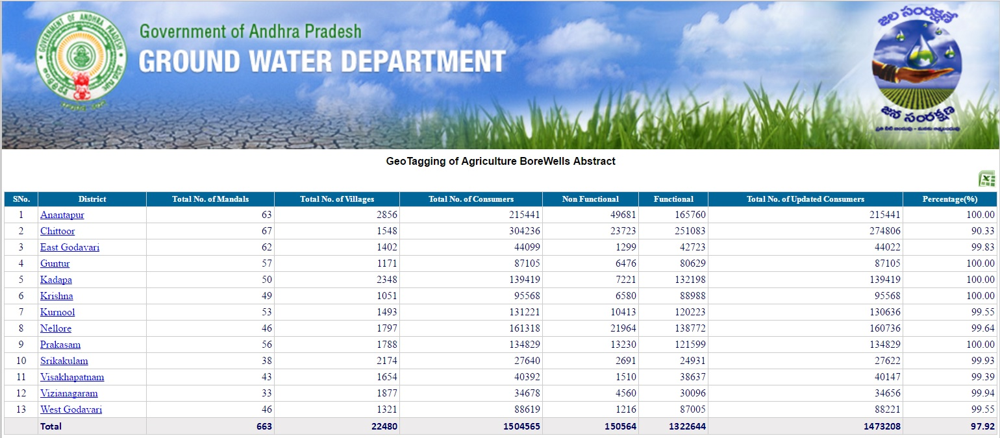 Government of Andhra Pradesh
GROUND WATER DEPARTMENT
GOVERNMENT OF ANDHRA PRADESH
జల సంరక్షణ
జన సంరక్షణ
GeoTagging of Agriculture BoreWells Abstract
SNo. District Total No. of Mandals Total No. of Villages Total No. of Consumers Non Functional Functional Total No. of Updated Consumers Percentage(%)
1 Anantapur 63 2856 215441 49681 165760 215441 100.00
2 Chittoor 67 1548 304236 23723 251083 274806 90.33
3 East Godavari 62 1402 44099 1299 42723 44022 99.83
4 Guntur 57 1171 87105 6476 80629 87105 100.00
5 Kadapa 50 2348 139419 7221 132198 139419 100.00
6 Krishna 49 1051 95568 6580 88988 95568 100.00
7 Kurnool 53 1493 131221 10413 120223 130636 99.55
8 Nellore 46 1797 161318 21964 138772 160736 99.64
9 Prakasam 56 1788 134829 13230 121599 134829 100.00
10 Srikakulam 38 2174 27640 2691 24931 27622 99.93
11 Visakhapatnam 43 1654 40392 1510 38637 40147 99.39
12 Vizianagaram 33 1877 34678 4560 30096 34656 99.94
13 West Godavari 46 1321 88619 1216 87005 88221 99.55
Total 663 22480 1504565 150564 1322644 1473208 97.92